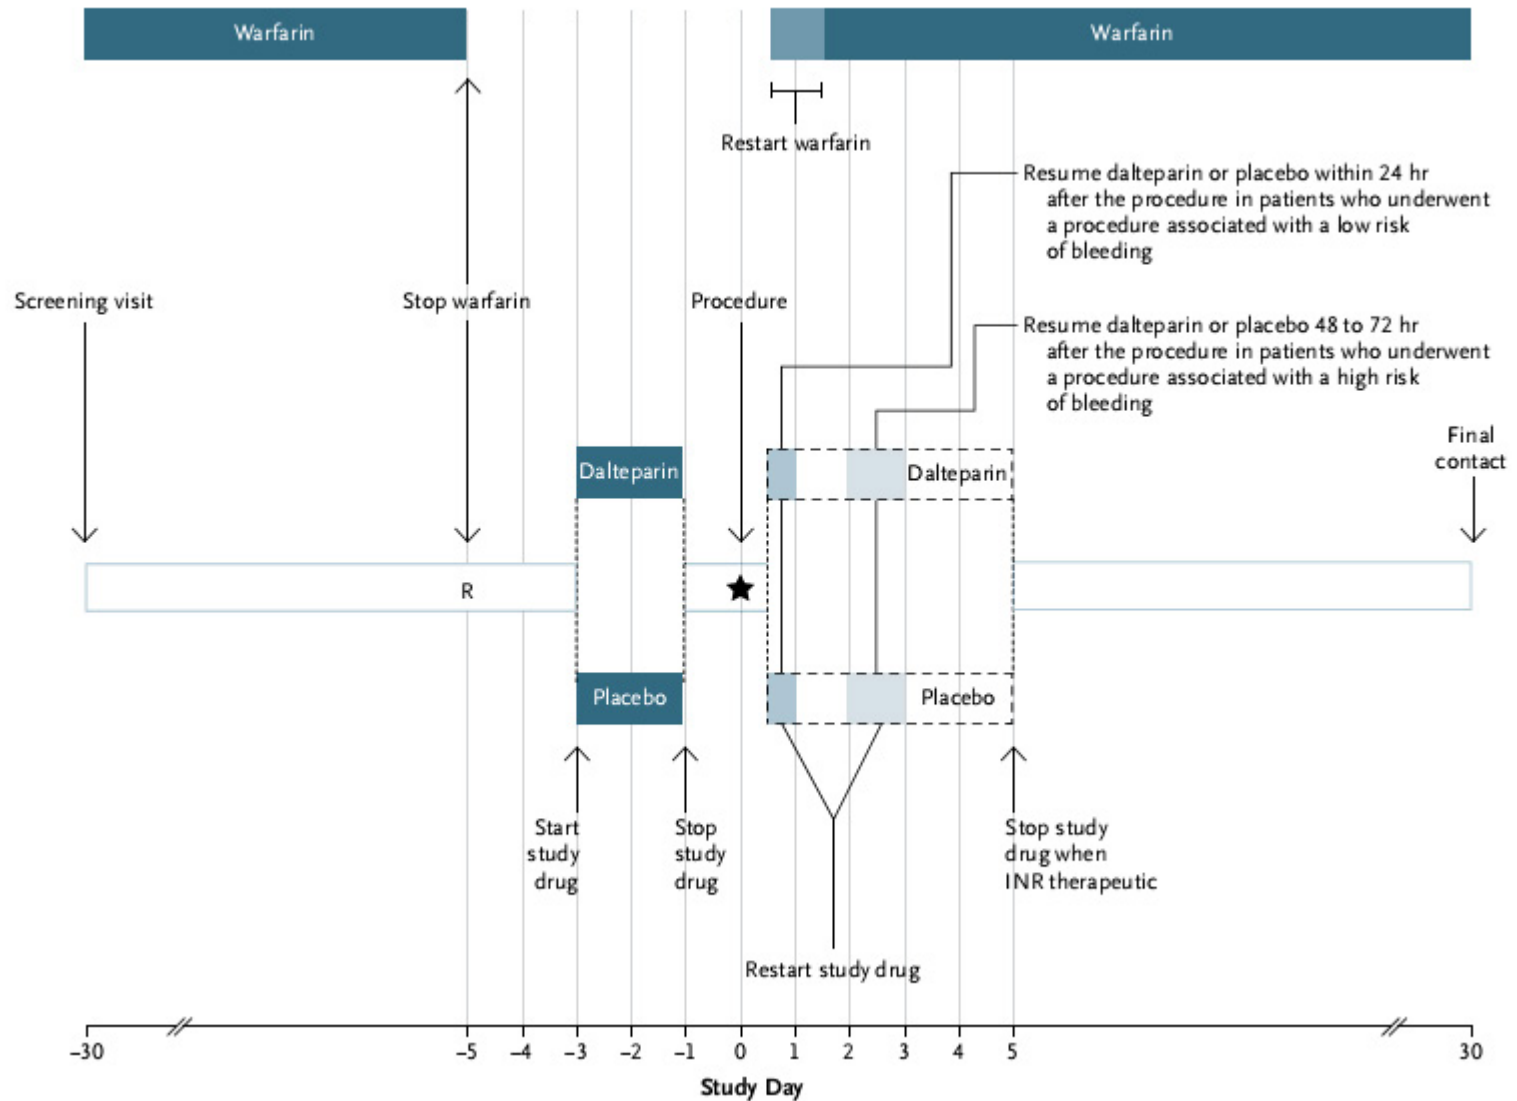 Warfarin
Warfarin
Restart warfarin
Resume dalteparin or placebo within 24 hr
after the procedure in patients who underwent
a procedure associated with a low risk
of bleeding
Screening visit
Stop warfarin
Procedure
Resume dalteparin or placebo 48 to 72 hr
after the procedure in patients who underwent
a procedure associated with a high risk
of bleeding
Final
contact
Dalteparin
Dalteparin
R
Placebo
Placebo
Start
study
drug
Stop
study
drug
Stop study
drug when
INR therapeutic
Restart study drug
–30 –5 –4 –3 –2 –1 0 1 2 3 4 5 30
Study Day